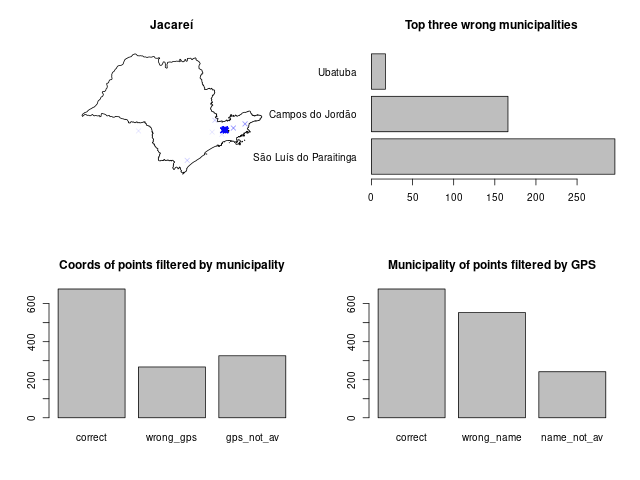 Jacareí
Top three wrong municipalities
Ubatuba
Campos do Jordão
São Luís do Paraitinga
0 50 100 150 200 250
Coords of points filtered by municipality
0 200 400 600
correct wrong_gps gps_not_av
Municipality of points filtered by GPS
0 200 400 600
correct wrong_name name_not_av